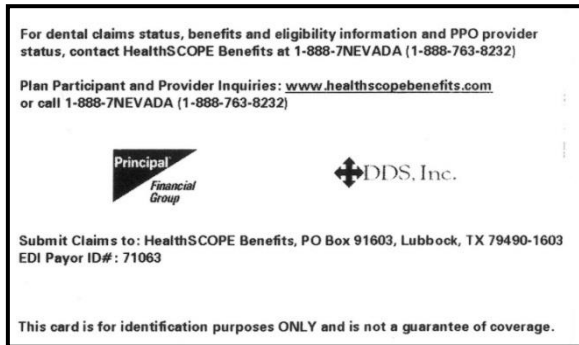 For dental claims status, benefits and eligibility information and PPO provider
status, contact HealthSCOPE Benefits at 1-888-7NEVADA (1-888-763-8232)
Plan Participant and Provider Inquiries: www.healthscopebenefits.com
or call 1-888-7NEVADA (1-888-763-8232)
Principal
Financial
Group
DDS, Inc.
Submit Claims to: HealthSCOPE Benefits, PO Box 91603, Lubbock, TX 79490-1603
EDI Payor ID#: 71063
This card is for identification purposes ONLY and is not a guarantee of coverage.